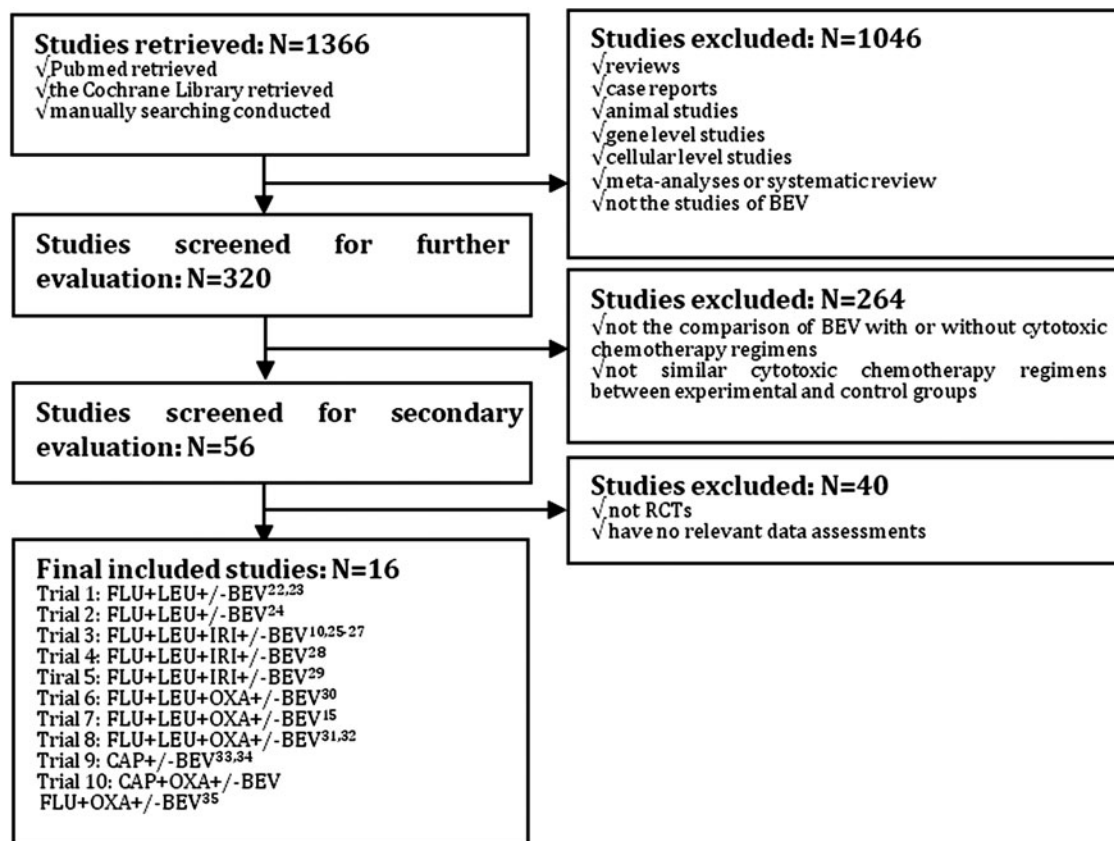 Studies retrieved: N=1366
√Pubmed retrieved
√the Cochrane Library retrieved
√manually searching conducted
Studies excluded: N=1046
√reviews
√case reports
√animal studies
√gene level studies
√cellular level studies
√meta-analyses or systematic review
√not the studies of BEV
Studies screened for further
evaluation: N=320
Studies excluded: N=264
√not the comparison of BEV with or without cytotoxic
chemotherapy regimens
√not similar cytotoxic chemotherapy regimens
between experimental and control groups
Studies screened for secondary
evaluation: N=56
Studies excluded: N=40
√not RCTs
√have no relevant data assessments
Final included studies: N=16
Trial 1: FLU+LEU+/-BEV22,23
Trial 2: FLU+LEU+/-BEV24
Trial 3: FLU+LEU+IRI+/-BEV10,25-27
Trial 4: FLU+LEU+IRI+/-BEV28
Tiral 5: FLU+LEU+IRI+/-BEV29
Trial 6: FLU+LEU+OXA+/-BEV30
Trial 7: FLU+LEU+OXA+/-BEV15
Trial 8: FLU+LEU+OXA+/-BEV31,32
Trial 9: CAP+/-BEV33,34
Trial 10: CAP+OXA+/-BEV
FLU+OXA+/-BEV35